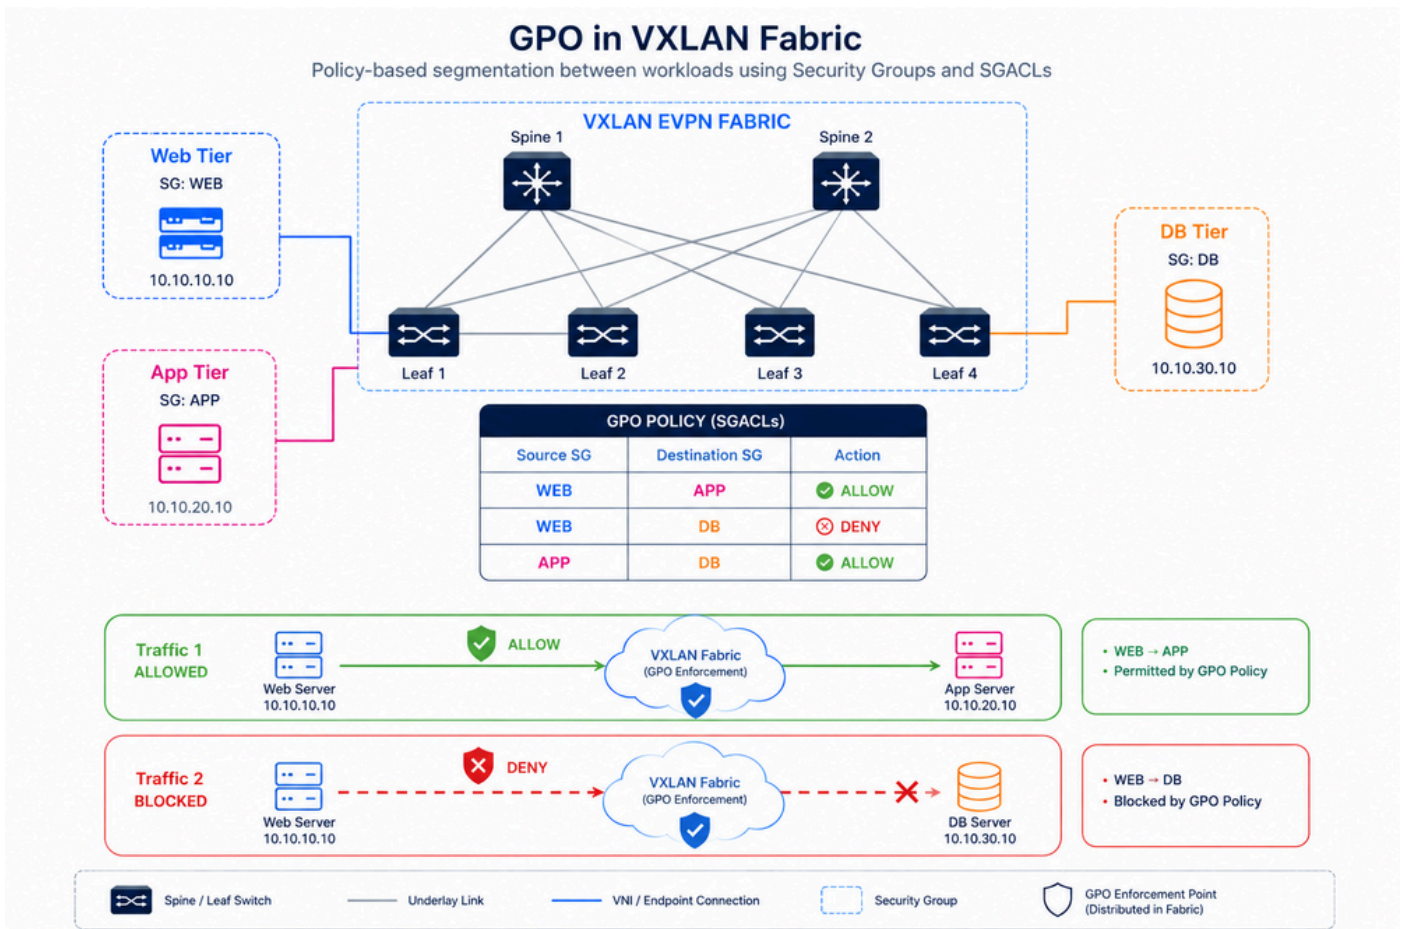 GPO in VXLAN Fabric
Policy-based segmentation between workloads using Security Groups and SGACLs
VXLAN EVPN FABRIC
Spine 1
Spine 2
Web Tier
SG: WEB
10.10.10.10
DB Tier
SG: DB
10.10.30.10
App Tier
SG: APP
10.10.20.10
Leaf 1
Leaf 2
Leaf 3
Leaf 4
GPO POLICY (SGACLs)
Source SG Destination SG Action
WEB APP ALLOW
WEB DB DENY
APP DB ALLOW
Traffic 1
ALLOWED
Web Server
10.10.10.10
ALLOW
VXLAN Fabric
(GPO Enforcement)
App Server
10.10.20.10
• WEB → APP
• Permitted by GPO Policy
Traffic 2
BLOCKED
Web Server
10.10.10.10
DENY
VXLAN Fabric
(GPO Enforcement)
DB Server
10.10.30.10
• WEB → DB
• Blocked by GPO Policy
Spine / Leaf Switch
Underlay Link
VNI / Endpoint Connection
Security Group
GPO Enforcement Point
(Distributed in Fabric)